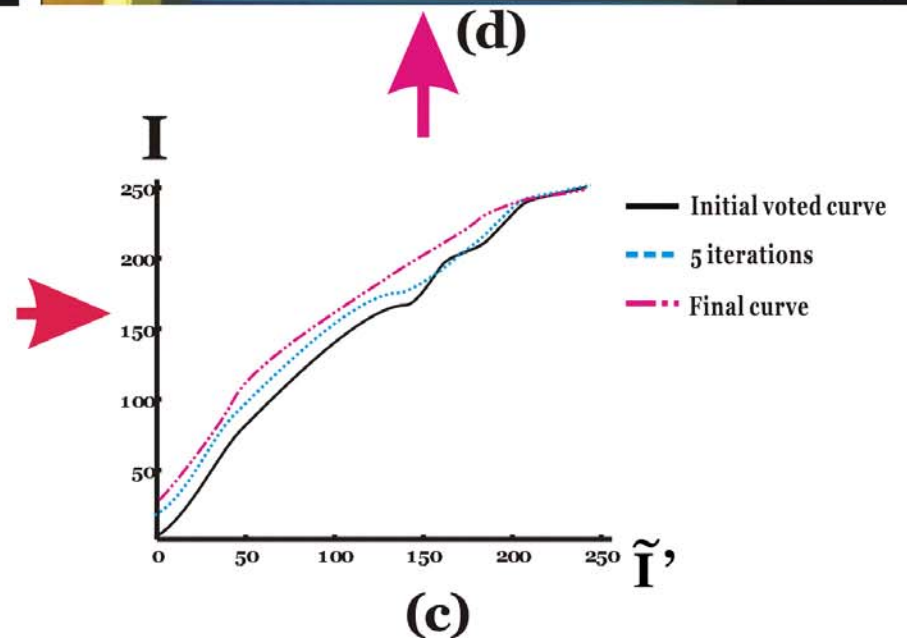 (d)
I
250
200
150
100
50
0 50 100 150 200 250
Ĩ’
Initial voted curve
5 iterations
Final curve
(c)